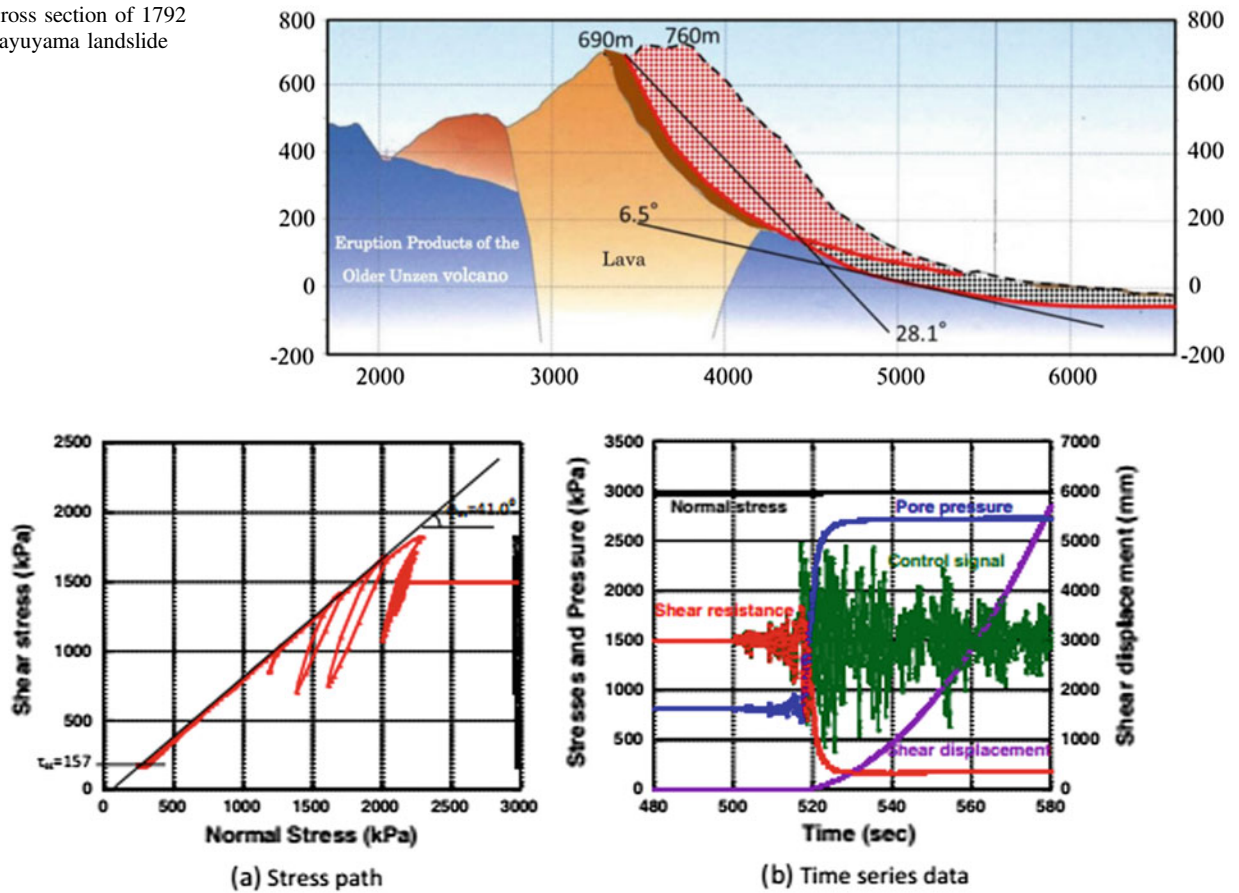 ross section of 1792
ayuyama landslide
800
600
400
200
0
-200
690m
760m
6.5°
28.1°
Eruption Products of the
Older Unzen volcano
Lava
800
600
400
200
0
-200
2000 3000 4000 5000 6000
Shear stress (kPa)
2500
2000
1500
1000
500
0
=41.0°
=157
0 500 1000 1500 2000 2500 3000
Normal Stress (kPa)
(a) Stress path
Stresses and Pressure (kPa)
3500
3000
2500
2000
1500
1000
500
0
Normal stress
Pore pressure
Control signal
Shear resistance
Shear displacement
7000
6000
5000
4000
3000
2000
1000
0
Shear displacement (mm)
480 500 520 540 560 580
Time (sec)
(b) Time series data